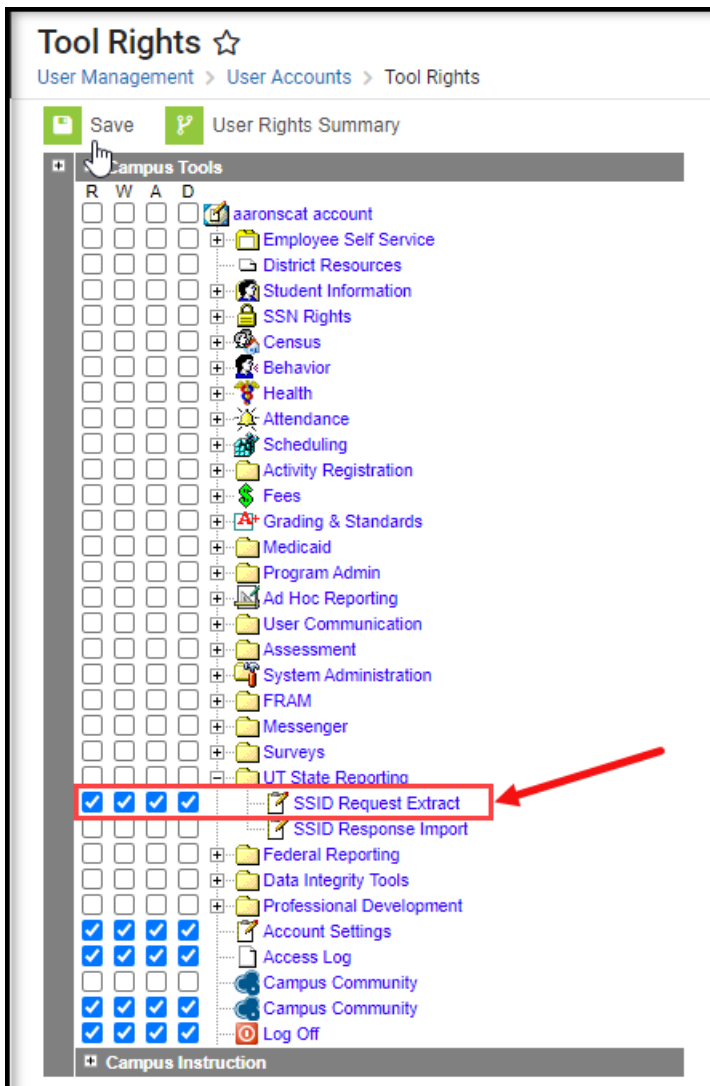 Tool Rights
User Management > User Accounts > Tool Rights
Save User Rights Summary
Campus Tools
R W A D
aaronscat account
Employee Self Service
District Resources
Student Information
SSN Rights
Census
Behavior
Health
Attendance
Scheduling
Activity Registration
Fees
Grading & Standards
Medicaid
Program Admin
Ad Hoc Reporting
User Communication
Assessment
System Administration
FRAM
Messenger
Surveys
UT State Reporting
SSID Request Extract
SSID Response Import
Federal Reporting
Data Integrity Tools
Professional Development
Account Settings
Access Log
Campus Community
Campus Community
Log Off
Campus Instruction